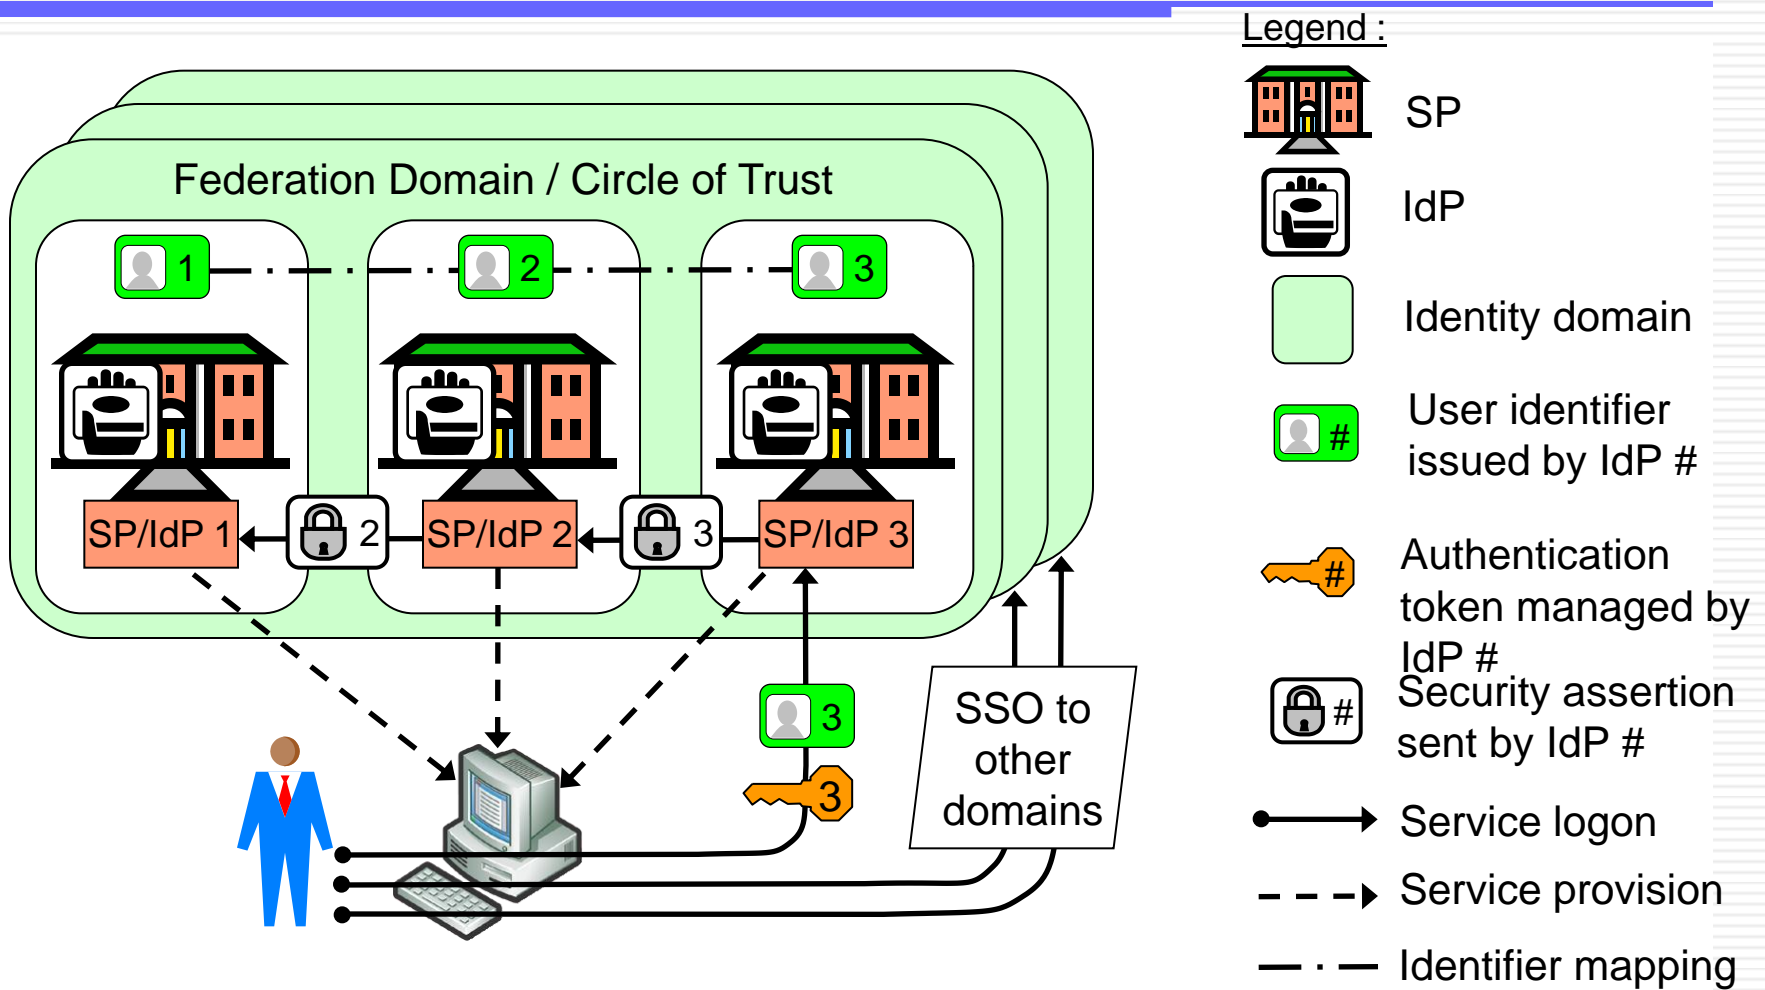 Legend :
SP
IdP
Identity domain
#
User identifier
issued by IdP #
#
Authentication
token managed by
IdP #
#
Security assertion
sent by IdP #
Service logon
Service provision
Identifier mapping
Federation Domain / Circle of Trust
1
2
3
SP/IdP 1
2
SP/IdP 2
3
SP/IdP 3
3
3
SSO to
other
domains